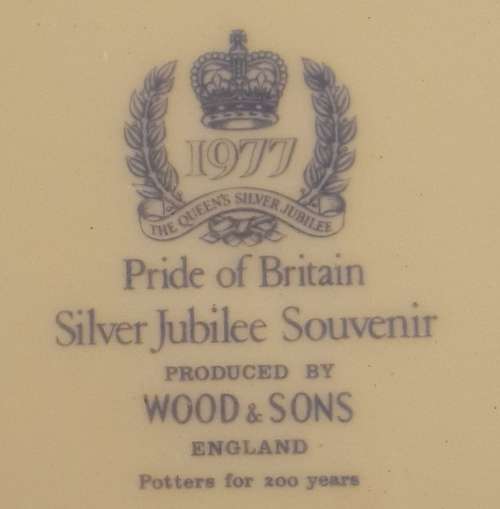 1977
THE QUEEN'S SILVER JUBILEE
Pride of Britain
Silver Jubilee Souvenir
PRODUCED BY
WOOD & SONS
ENGLAND
Potters for 200 years